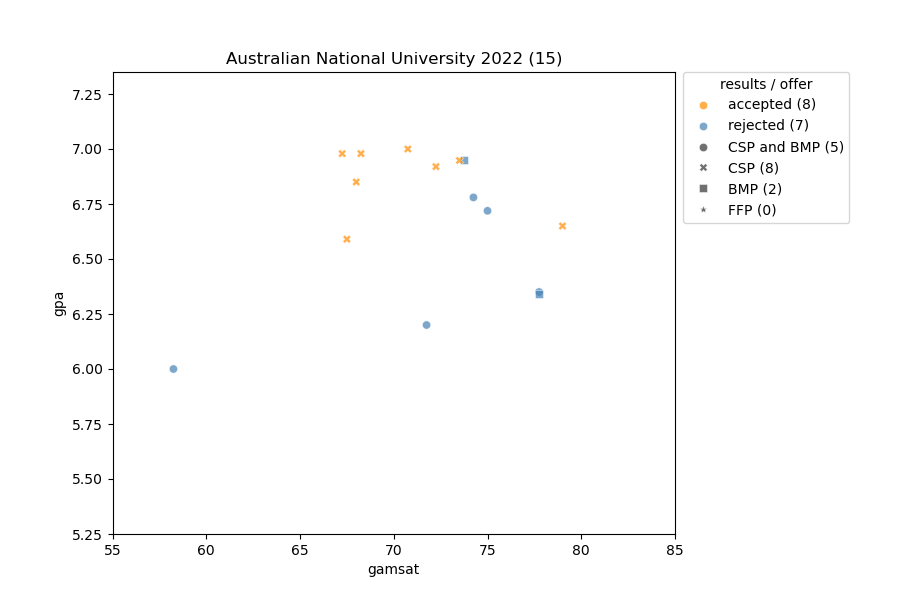 Australian National University 2022 (15)
results / offer
accepted (8)
rejected (7)
CSP and BMP (5)
CSP (8)
BMP (2)
FFP (0)
gpa
7.25
7.00
6.75
6.50
6.25
6.00
5.75
5.50
5.25
55 60 65 70 75 80 85
gamsat